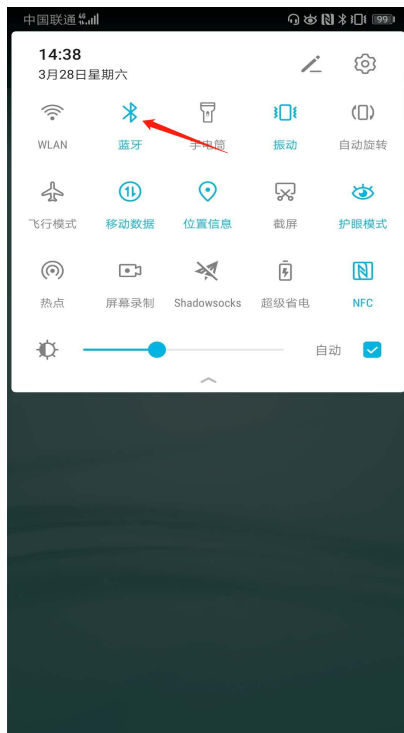 中国联通 4G 99
14:38
3月28日星期六
WLAN 蓝牙 手电筒 振动 自动旋转
飞行模式 移动数据 位置信息 截屏 护眼模式
热点 屏幕录制 Shadowsocks 超级省电 NFC
自动